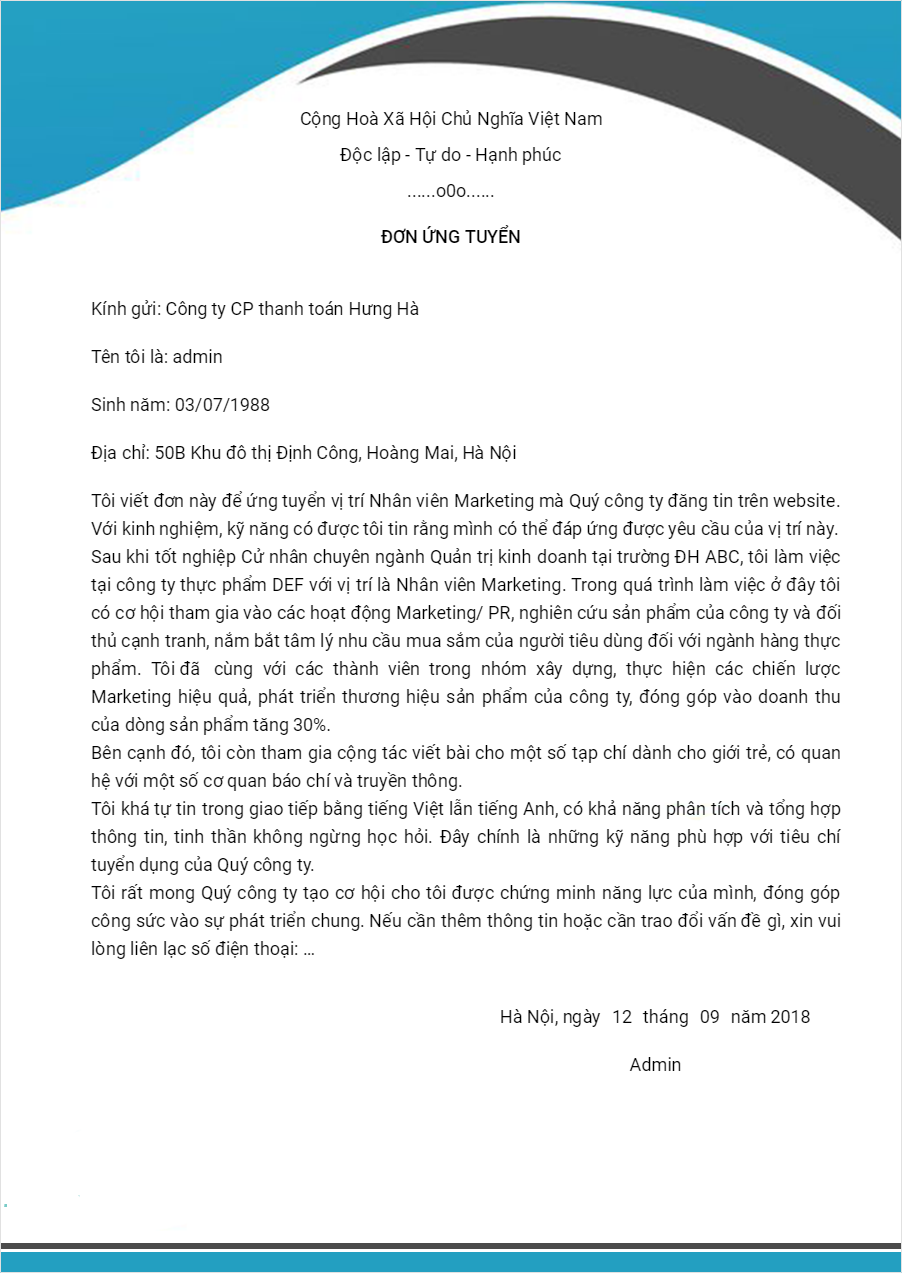 Cộng Hoà Xã Hội Chủ Nghĩa Việt Nam
Độc lập - Tự do - Hạnh phúc
......o0o......
ĐƠN ỨNG TUYỂN
Kính gửi: Công ty CP thanh toán Hưng Hà
Tên tôi là: admin
Sinh năm: 03/07/1988
Địa chỉ: 50B Khu đô thị Định Công, Hoàng Mai, Hà Nội
Tôi viết đơn này để ứng tuyển vị trí Nhân viên Marketing mà Quý công ty đăng tin trên website.
Với kinh nghiệm, kỹ năng có được tôi tin rằng mình có thể đáp ứng được yêu cầu của vị trí này.
Sau khi tốt nghiệp Cử nhân chuyên ngành Quản trị kinh doanh tại trường ĐH ABC, tôi làm việc
tại công ty thực phẩm DEF với vị trí là Nhân viên Marketing. Trong quá trình làm việc ở đây tôi
có cơ hội tham gia vào các hoạt động Marketing/ PR, nghiên cứu sản phẩm của công ty và đối
thủ cạnh tranh, nắm bắt tâm lý nhu cầu mua sắm của người tiêu dùng đối với ngành hàng thực
phẩm. Tôi đã cùng với các thành viên trong nhóm xây dựng, thực hiện các chiến lược
Marketing hiệu quả, phát triển thương hiệu sản phẩm của công ty, đóng góp vào doanh thu
của dòng sản phẩm tăng 30%.
Bên cạnh đó, tôi còn tham gia cộng tác viết bài cho một số tạp chí dành cho giới trẻ, có quan
hệ với một số cơ quan báo chí và truyền thông.
Tôi khá tự tin trong giao tiếp bằng tiếng Việt lẫn tiếng Anh, có khả năng phân tích và tổng hợp
thông tin, tinh thần không ngừng học hỏi. Đây chính là những kỹ năng phù hợp với tiêu chí
tuyển dụng của Quý công ty.
Tôi rất mong Quý công ty tạo cơ hội cho tôi được chứng minh năng lực của mình, đóng góp
công sức vào sự phát triển chung. Nếu cần thêm thông tin hoặc cần trao đổi vấn đề gì, xin vui
lòng liên lạc số điện thoại: …
Hà Nội, ngày 12 tháng 09 năm 2018
Admin